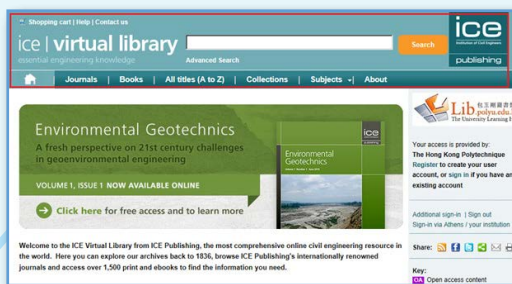 Shopping cart | Help | Contact us
ice | virtual library
essential engineering knowledge
Search
Advanced Search
ice
Institution of Civil Engineers
publishing
Journals | Books | All titles (A to Z) | Collections | Subjects | About
Environmental Geotechnics
A fresh perspective on 21st century challenges
in geoenvironmental engineering
VOLUME 1, ISSUE 1 NOW AVAILABLE ONLINE
Click here for free access and to learn more
ice
Environmental
Geotechnics
Welcome to the ICE Virtual Library from ICE Publishing, the most comprehensive online civil engineering resource in
the world. Here you can explore our archives back to 1836, browse ICE Publishing's internationally renowned
journals and access over 1,500 print and ebooks to find the information you need.
Lib
polyu.edu.
The University Learning
Your access is provided by:
The Hong Kong Polytechnique
Register to create your user
account, or sign in if you have an
existing account
Additional sign-in | Sign out
Sign-in via Athens / your institution
Share:
Key:
OA Open access content